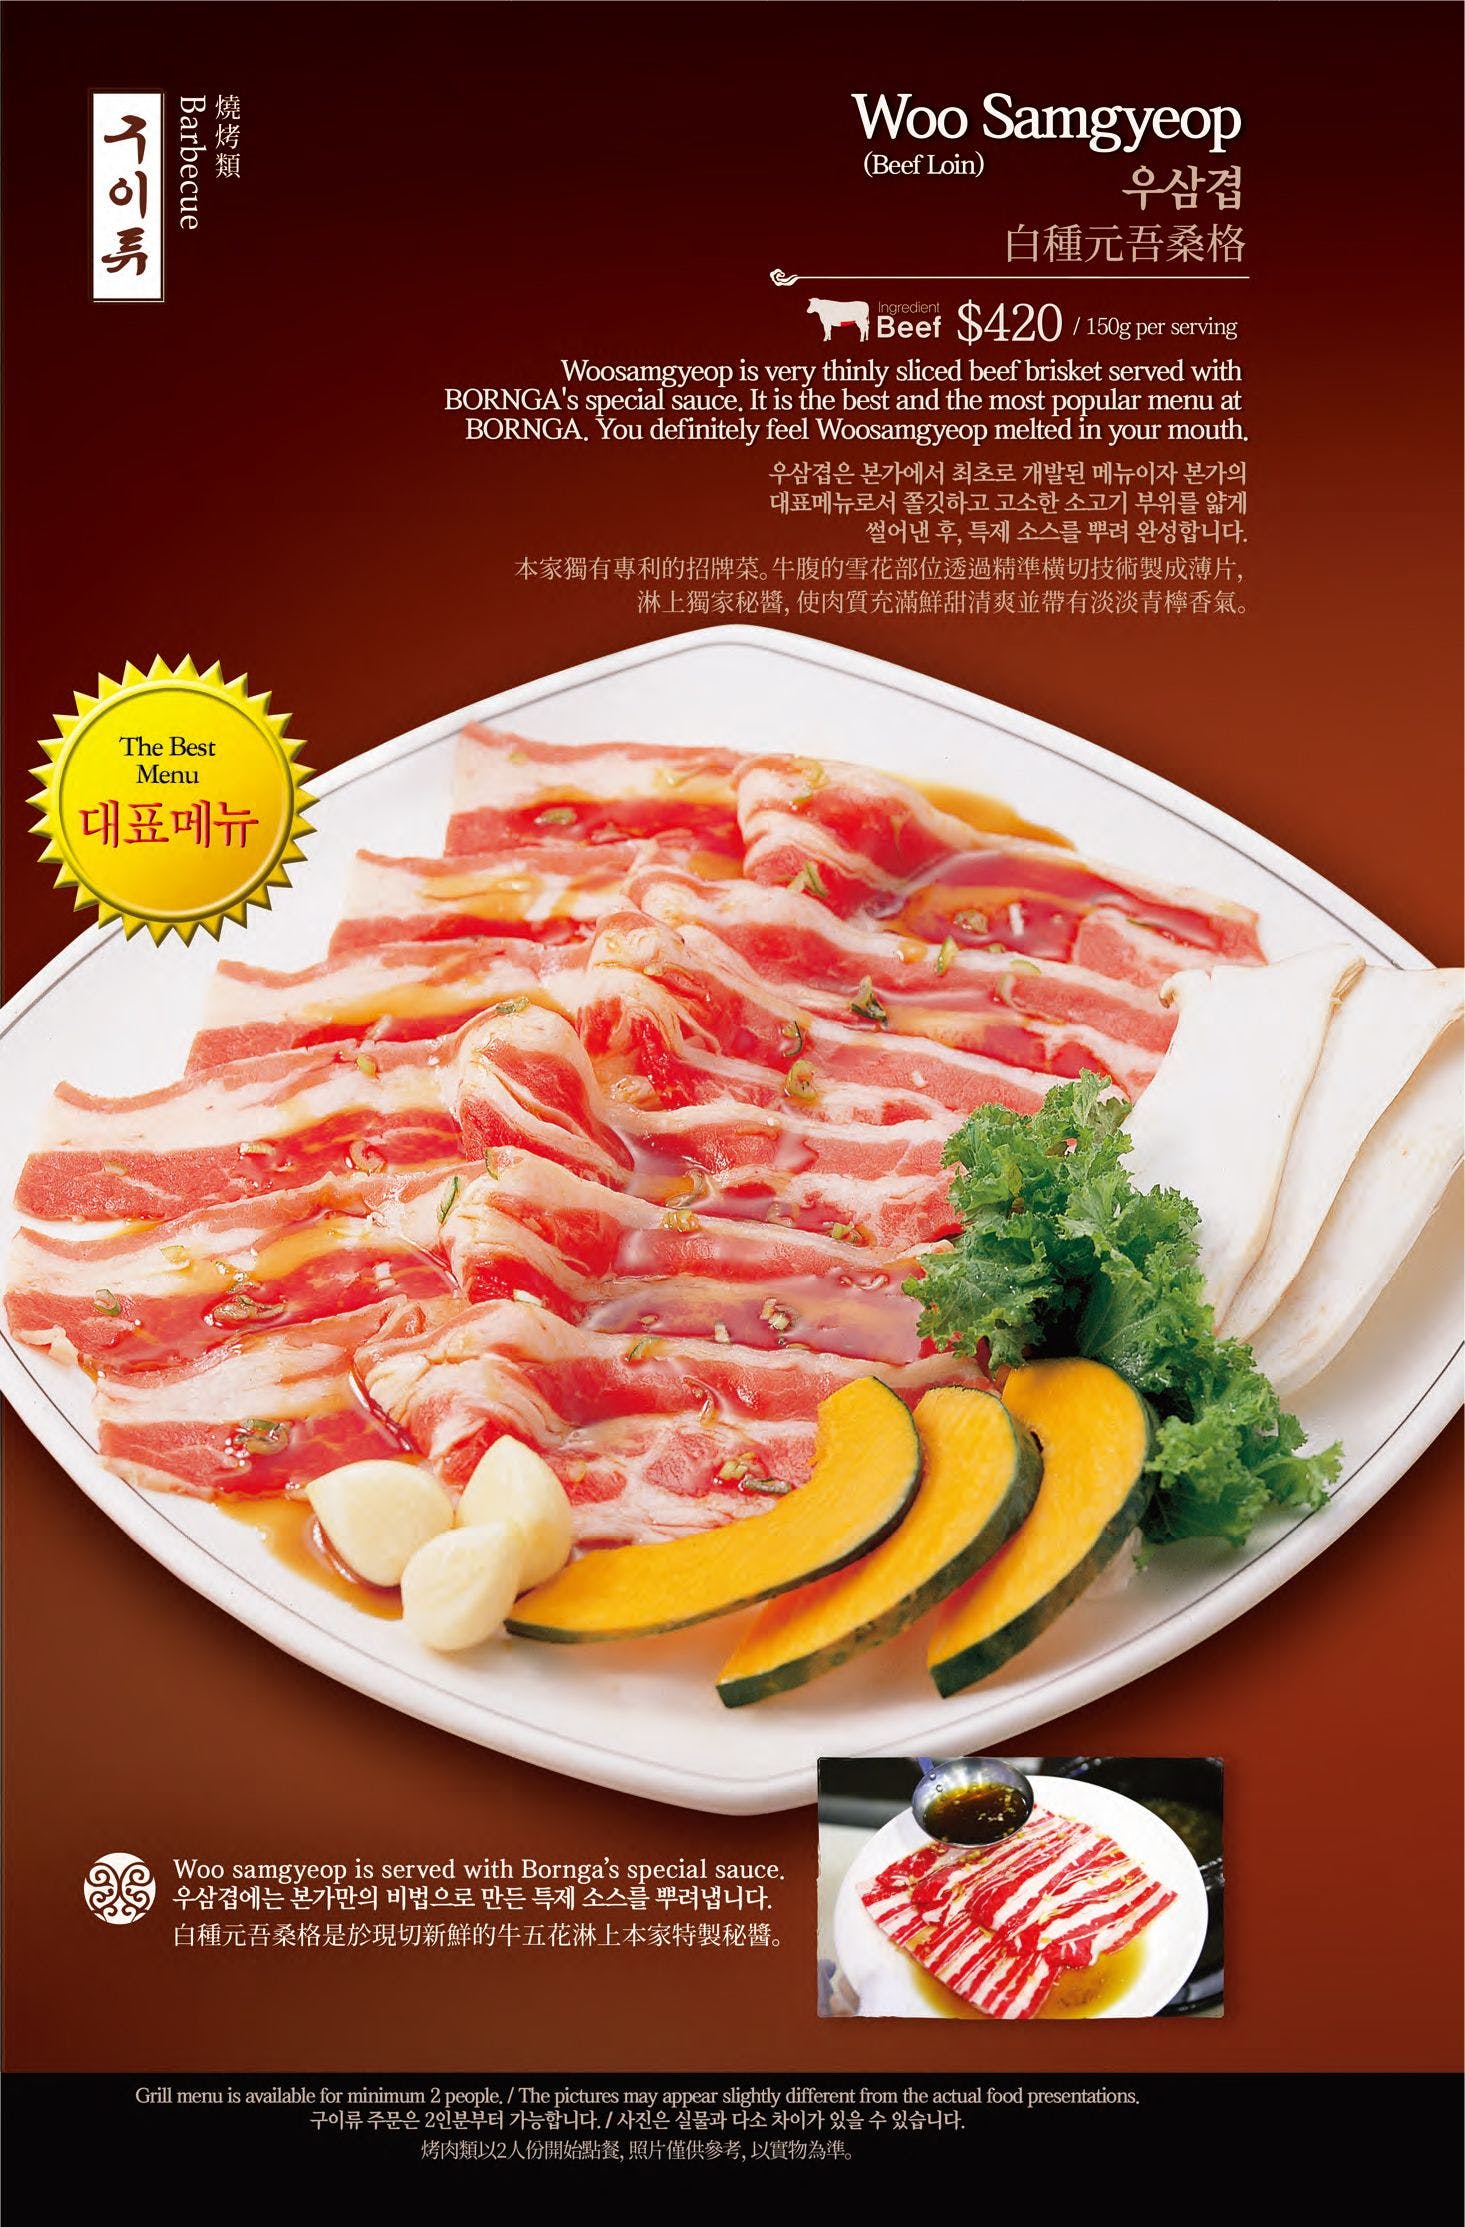 구이류
Barbecue
燒烤類
Woo Samgyeop
(Beef Loin)
우삼겹
白種元吾桑格
Ingredient
Beef
$420 / 150g per serving
Woosamgyeop is very thinly sliced beef brisket served with
BORNGA's special sauce. It is the best and the most popular menu at
BORNGA. You definitely feel Woosamgyeop melted in your mouth.
우삼겹은 본가에서 최초로 개발된 메뉴이자 본가의
대표메뉴로서 쫄깃하고 고소한 소고기 부위를 얇게
썰어낸 후, 특제 소스를 뿌려 완성합니다.
本家獨有專利的招牌菜。牛腹的雪花部位透過精準橫切技術製成薄片,
淋上獨家秘醬, 使肉質充滿鮮甜清爽並帶有淡淡青檸香氣。
The Best
Menu
대표메뉴
Woo samgyeop is served with Bornga's special sauce.
우삼겹에는 본가만의 비법으로 만든 특제 소스를 뿌려냅니다.
白種元吾桑格是於現切新鮮的牛五花淋上本家特製秘醬。
Grill menu is available for minimum 2 people. / The pictures may appear slightly different from the actual food presentations.
구이류 주문은 2인분부터 가능합니다. / 사진은 실물과 다소 차이가 있을 수 있습니다.
烤肉類以2人份開始點餐, 照片僅供參考, 以實物為準。